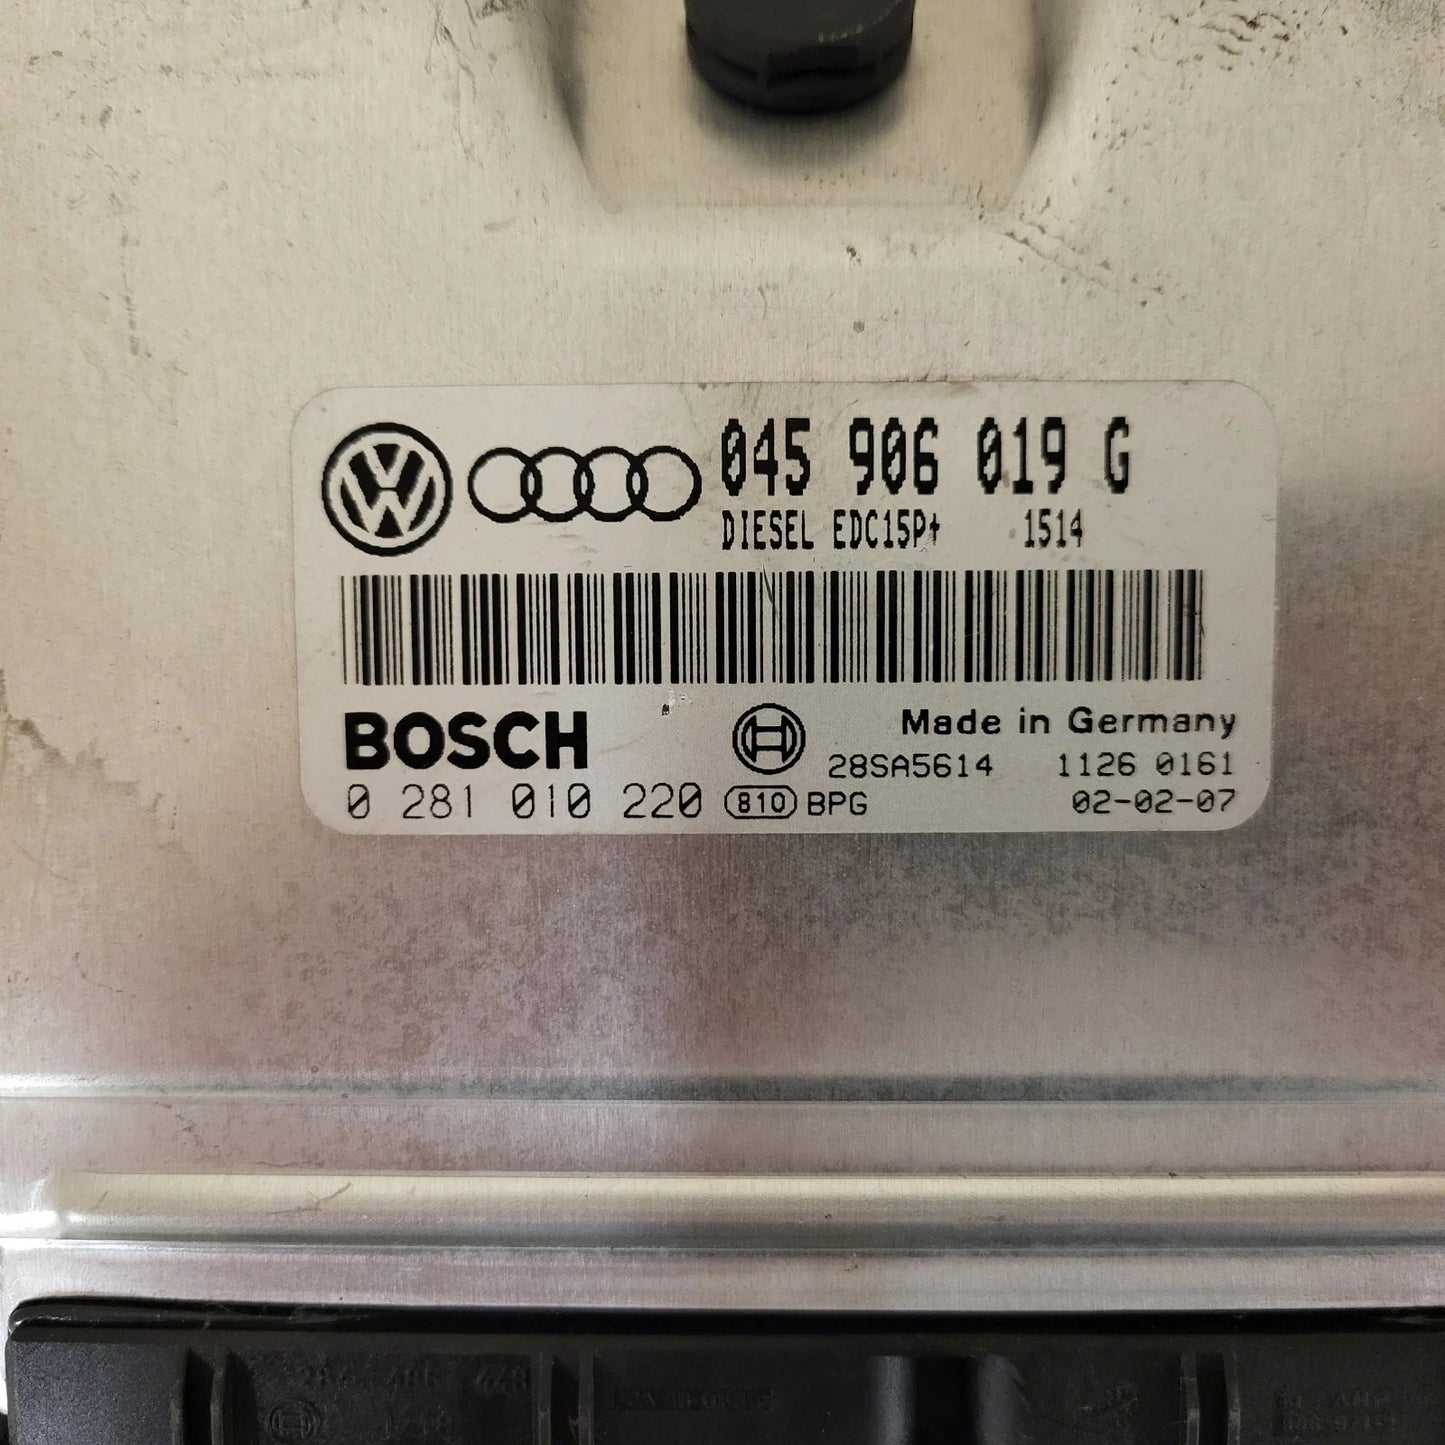 045 906 019 G
DIESEL EDC15P+ 1514
BOSCH
Made in Germany
28SA5614 1126 0161
0 281 010 220 810 BPG 02-02-07